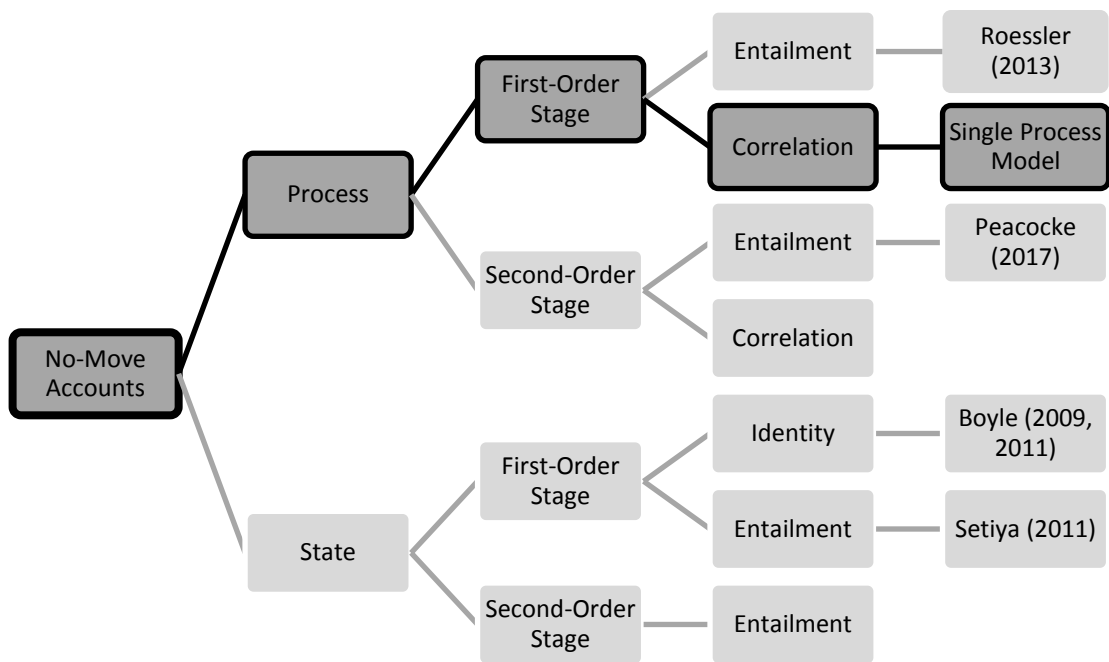 Entailment
Roessler
(2013)
First-Order
Stage
Correlation
Single Process
Model
Process
Entailment
Peacocke
(2017)
Second-Order
Stage
Correlation
No-Move
Accounts
Identity
Boyle (2009,
2011)
First-Order
Stage
Entailment
Setiya (2011)
State
Second-Order
Stage
Entailment